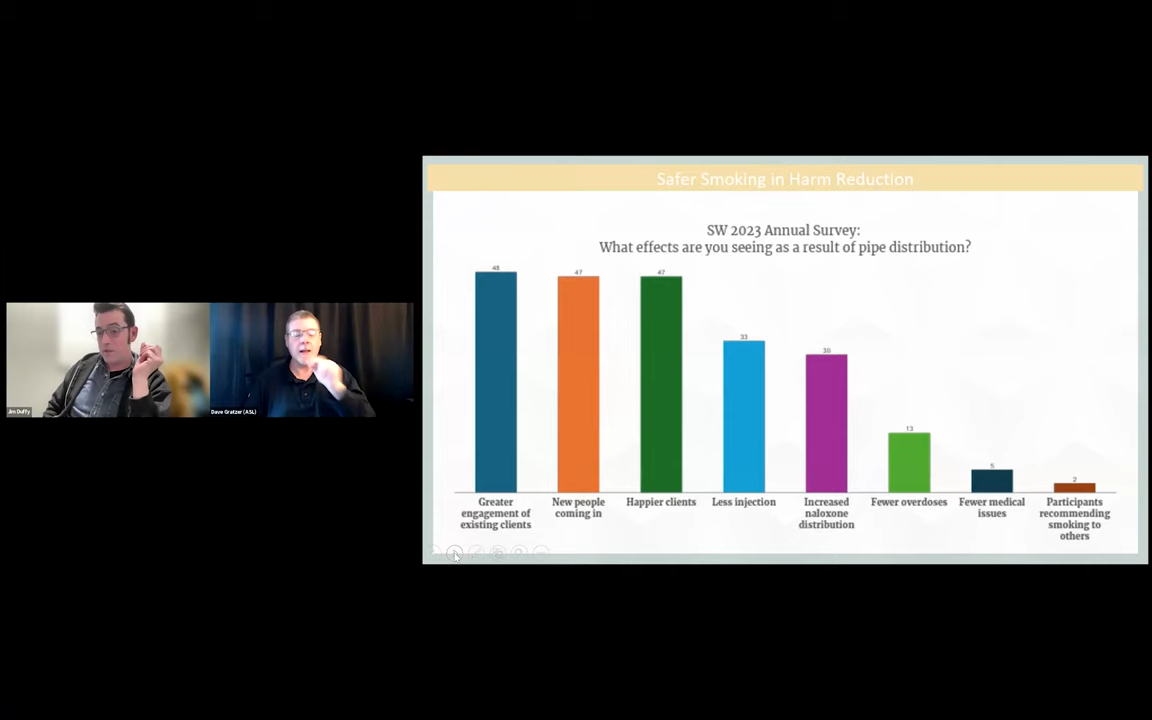 Safer Smoking in Harm Reduction
SW 2023 Annual Survey:
What effects are you seeing as a result of pipe distribution?
48
47
47
33
30
13
5
2
Greater
engagement of
existing clients
New people
coming in
Happier clients
Less injection
Increased
naloxone
distribution
Fewer overdoses
Fewer medical
issues
Participants
recommending
smoking to
others
Jim Duffy
Dave Gratzer (ASL)